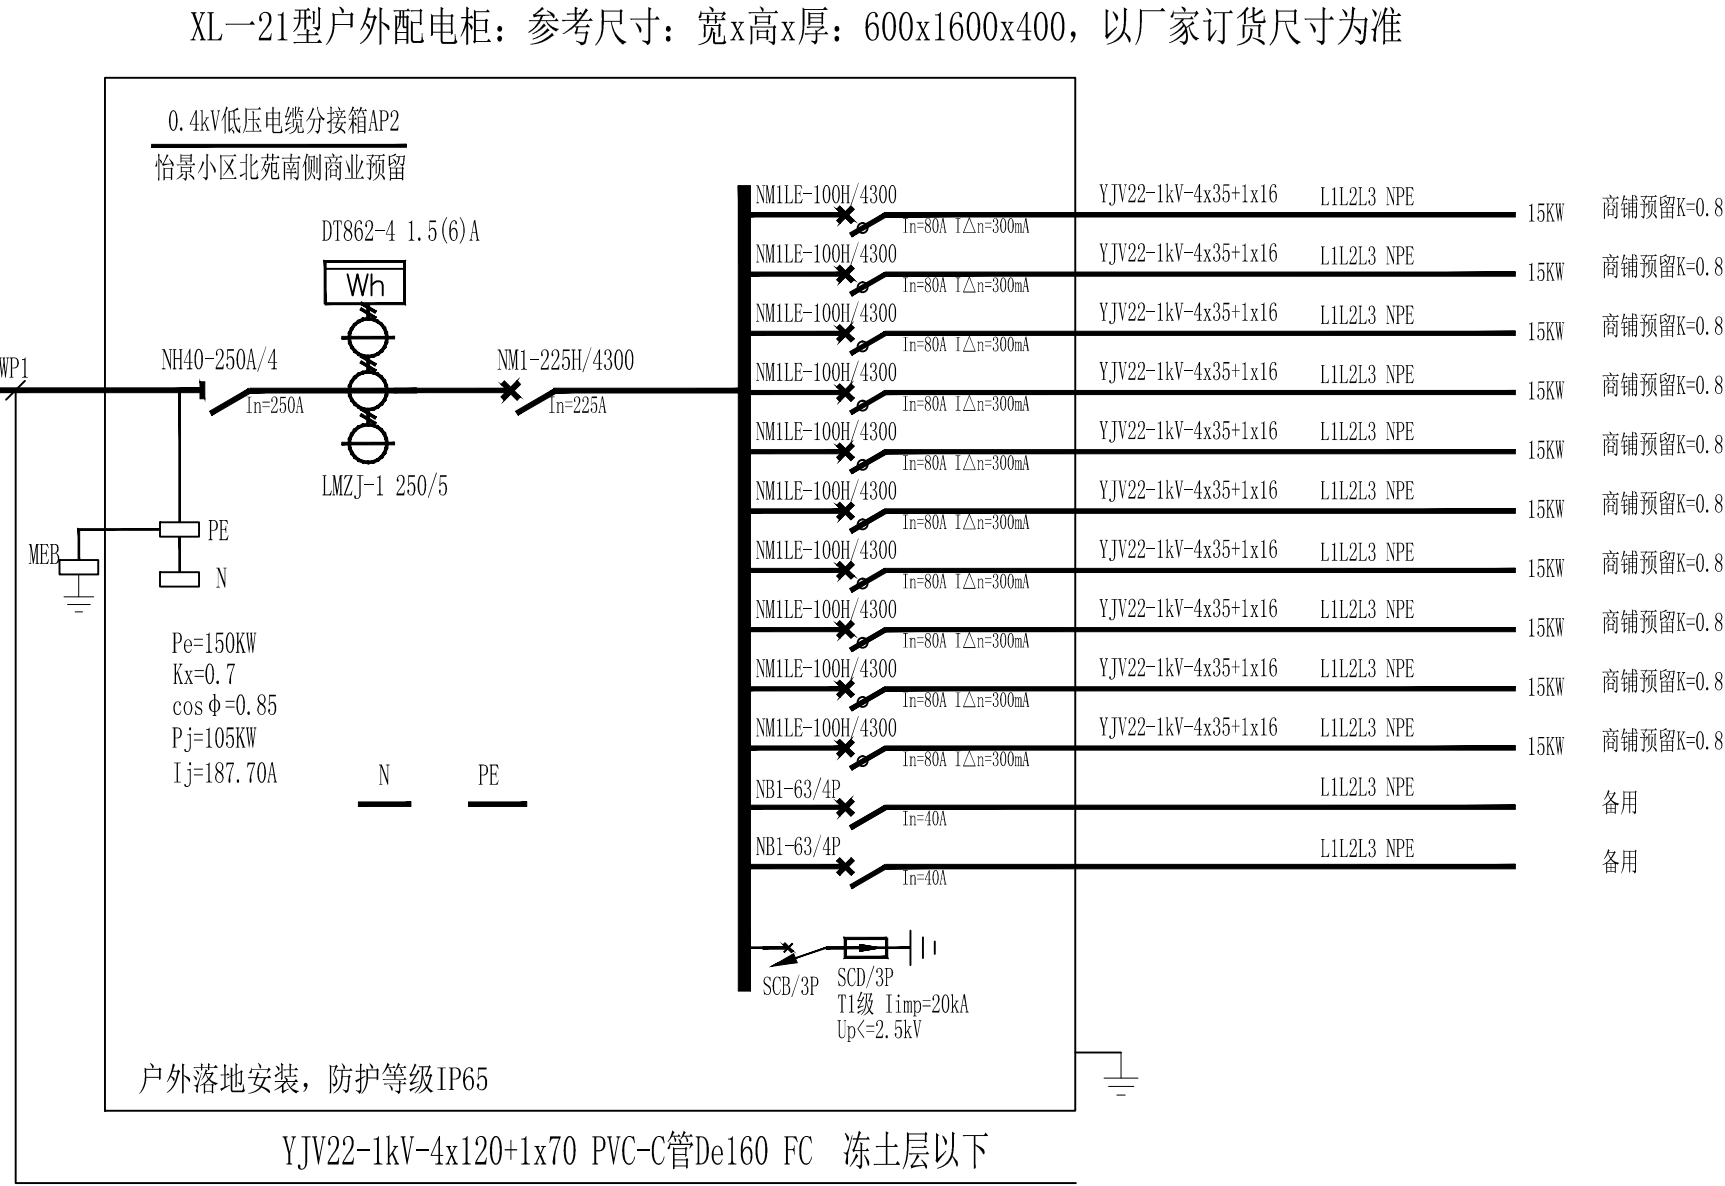 XL一21型户外配电柜：参考尺寸：宽x高x厚：600x1600x400，以厂家订货尺寸为准
0.4kV低压电缆分接箱AP2
怡景小区北苑南侧商业预留
DT862-4 1.5(6)A
Wh
WP1
NH40-250A/4
In=250A
NM1-225H/4300
In=225A
LMZJ-1 250/5
PE
MEB
N
Pe=150KW
Kx=0.7
cosφ=0.85
Pj=105KW
Ij=187.70A
N
PE
NM1LE-100H/4300 YJV22-1kV-4x35+1x16 L1L2L3 NPE 15KW 商铺预留K=0.8
In=80A I△n=300mA
NM1LE-100H/4300 YJV22-1kV-4x35+1x16 L1L2L3 NPE 15KW 商铺预留K=0.8
In=80A I△n=300mA
NM1LE-100H/4300 YJV22-1kV-4x35+1x16 L1L2L3 NPE 15KW 商铺预留K=0.8
In=80A I△n=300mA
NM1LE-100H/4300 YJV22-1kV-4x35+1x16 L1L2L3 NPE 15KW 商铺预留K=0.8
In=80A I△n=300mA
NM1LE-100H/4300 YJV22-1kV-4x35+1x16 L1L2L3 NPE 15KW 商铺预留K=0.8
In=80A I△n=300mA
NM1LE-100H/4300 YJV22-1kV-4x35+1x16 L1L2L3 NPE 15KW 商铺预留K=0.8
In=80A I△n=300mA
NM1LE-100H/4300 YJV22-1kV-4x35+1x16 L1L2L3 NPE 15KW 商铺预留K=0.8
In=80A I△n=300mA
NM1LE-100H/4300 YJV22-1kV-4x35+1x16 L1L2L3 NPE 15KW 商铺预留K=0.8
In=80A I△n=300mA
NM1LE-100H/4300 YJV22-1kV-4x35+1x16 L1L2L3 NPE 15KW 商铺预留K=0.8
In=80A I△n=300mA
NM1LE-100H/4300 YJV22-1kV-4x35+1x16 L1L2L3 NPE 15KW 商铺预留K=0.8
In=80A I△n=300mA
NB1-63/4P L1L2L3 NPE 备用
In=40A
NB1-63/4P L1L2L3 NPE 备用
In=40A
SCB/3P
SCD/3P
T1级 Iimp=20kA
Up<=2.5kV
户外落地安装，防护等级IP65
YJV22-1kV-4x120+1x70 PVC-C管De160 FC 冻土层以下